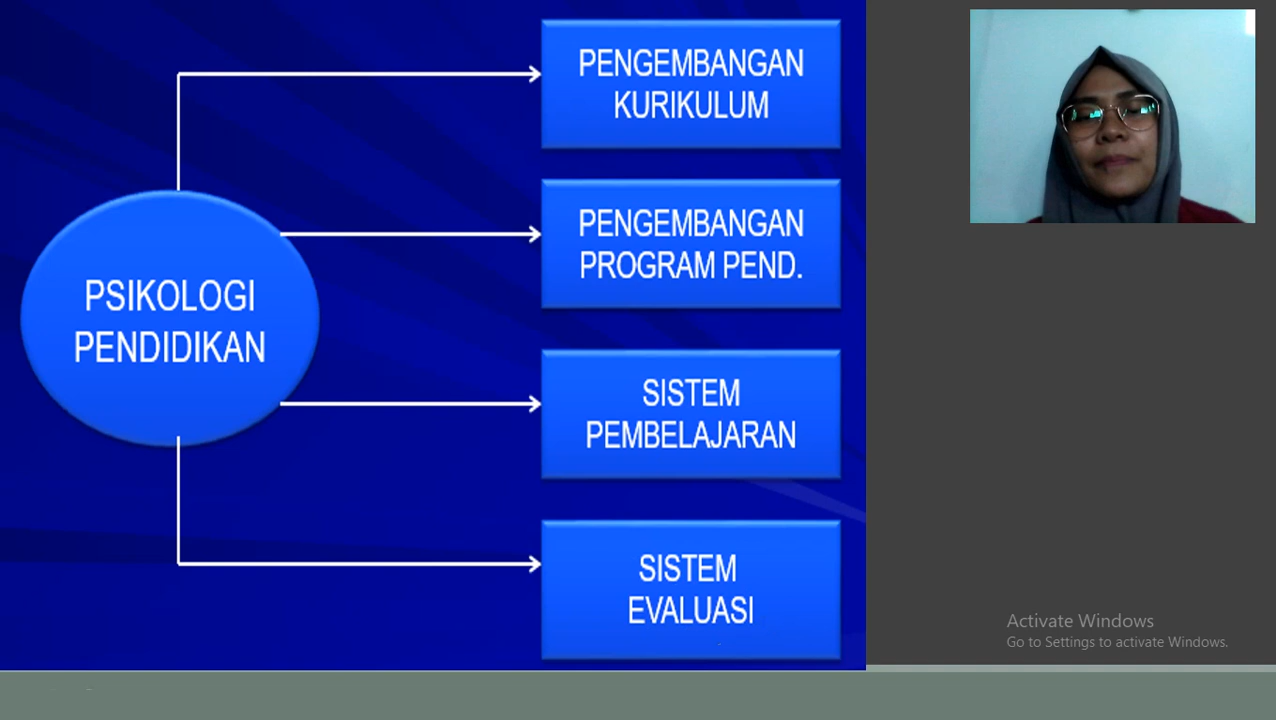 PSIKOLOGI
PENDIDIKAN
PENGEMBANGAN
KURIKULUM
PENGEMBANGAN
PROGRAM PEND.
SISTEM
PEMBELAJARAN
SISTEM
EVALUASI
Activate Windows
Go to Settings to activate Windows.